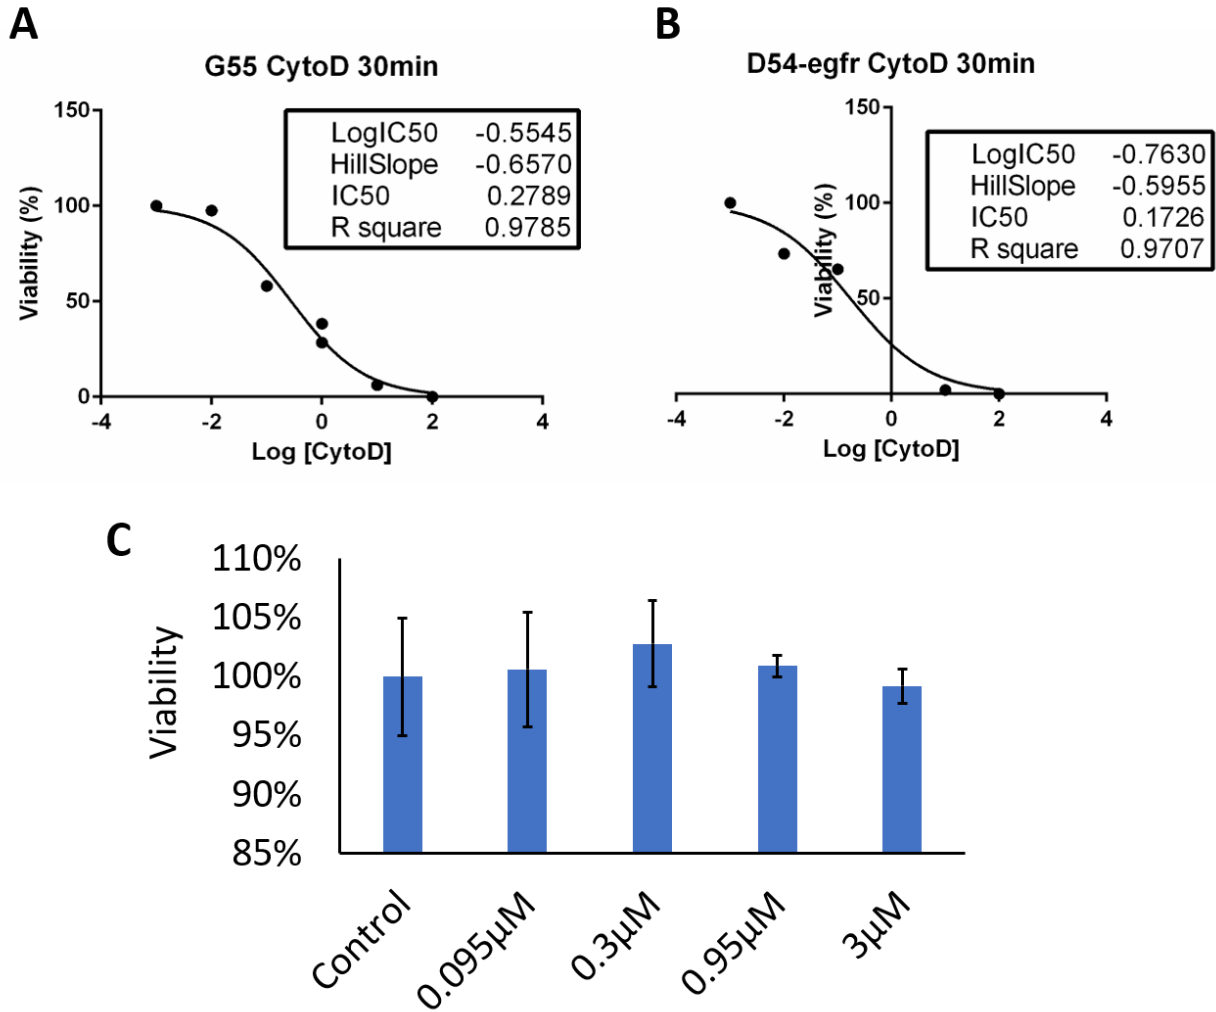 A
G55 CytoD 30min
150
100
50
0
Viability (%)
LogIC50 -0.5545
HillSlope -0.6570
IC50 0.2789
R square 0.9785
-4 -2 0 2 4
Log [CytoD]
B
D54-egfr CytoD 30min
150
100
50
Viability (%)
LogIC50 -0.7630
HillSlope -0.5955
IC50 0.1726
R square 0.9707
-4 -2 0 2 4
Log [CytoD]
C
110%
105%
100%
95%
90%
85%
Viability
Control
0.095µM
0.3µM
0.95µM
3µM